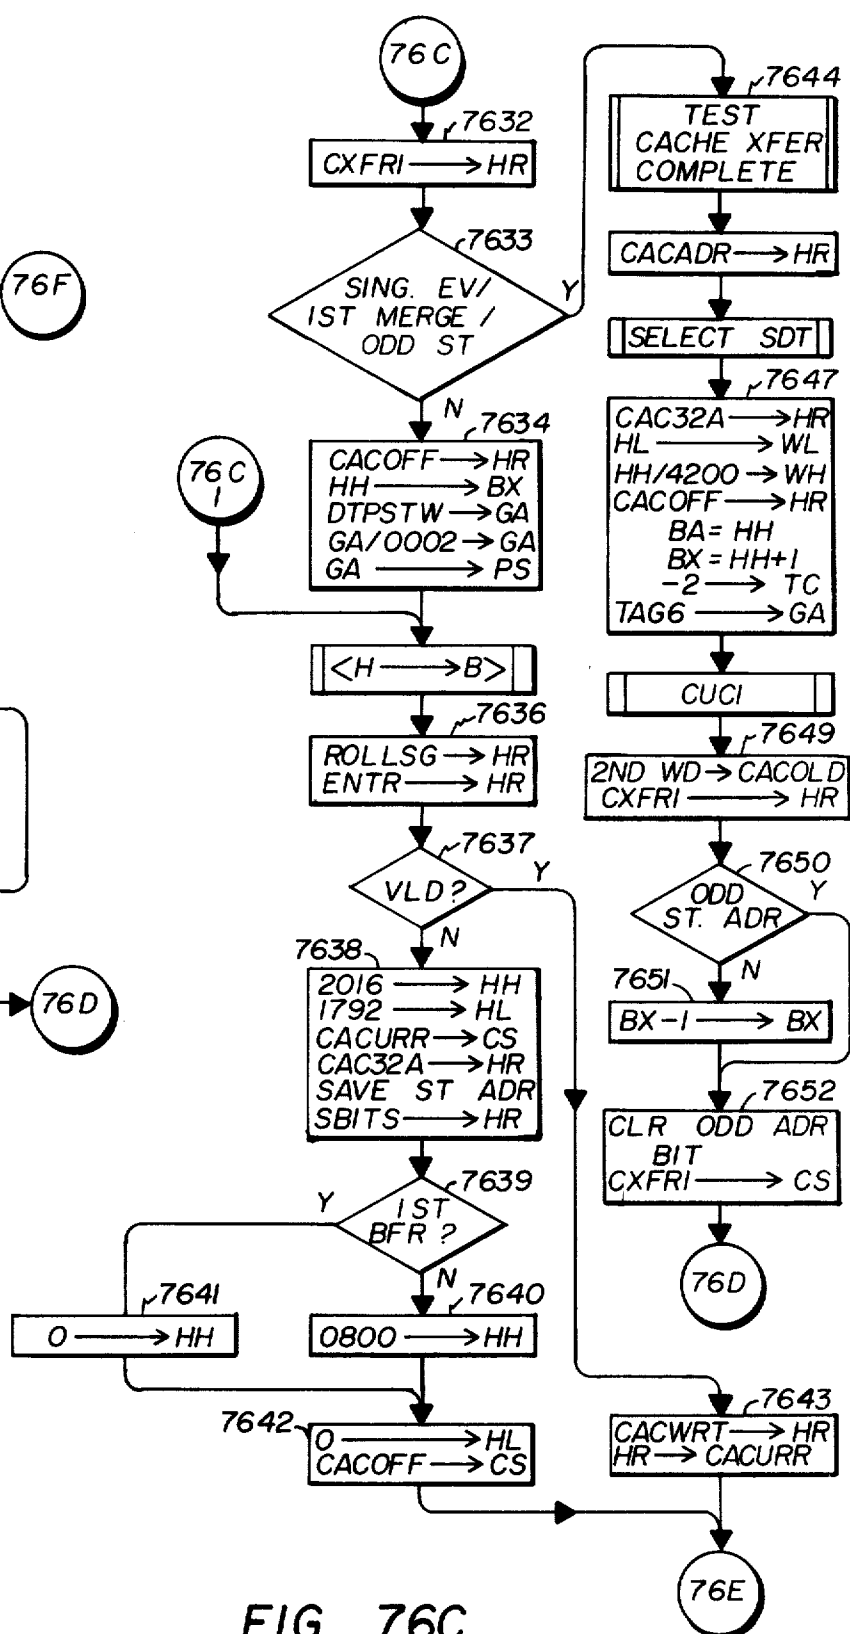 76C
7632
CXFRI → HR
7633
SING. EV/
1ST MERGE /
ODD ST
Y
N
76F
7634
CACOFF → HR
HH → BX
DTPSTW → GA
GA/0002 → GA
GA → PS
76C
1
<H → B>
7636
ROLLSG → HR
ENTR → HR
7637
VLD?
Y
N
7638
2016 → HH
1792 → HL
CACURR → CS
CAC32A → HR
SAVE ST ADR
SBITS → HR
76D
7639
1ST
BFR ?
Y
N
7641
0 → HH
7640
0800 → HH
7642
0 → HL
CACOFF → CS
7644
TEST
CACHE XFER
COMPLETE
CACADR → HR
SELECT SDT
7647
CAC32A → HR
HL → WL
HH/4200 → WH
CACOFF → HR
BA = HH
BX = HH+1
-2 → TC
TAG6 → GA
CUCI
7649
2ND WD → CACOLD
CXFRI → HR
7650
ODD
ST. ADR
Y
N
7651
BX-1 → BX
7652
CLR ODD ADR
BIT
CXFRI → CS
76D
7643
CACWRT → HR
HR → CACURR
76E
FIG 76C